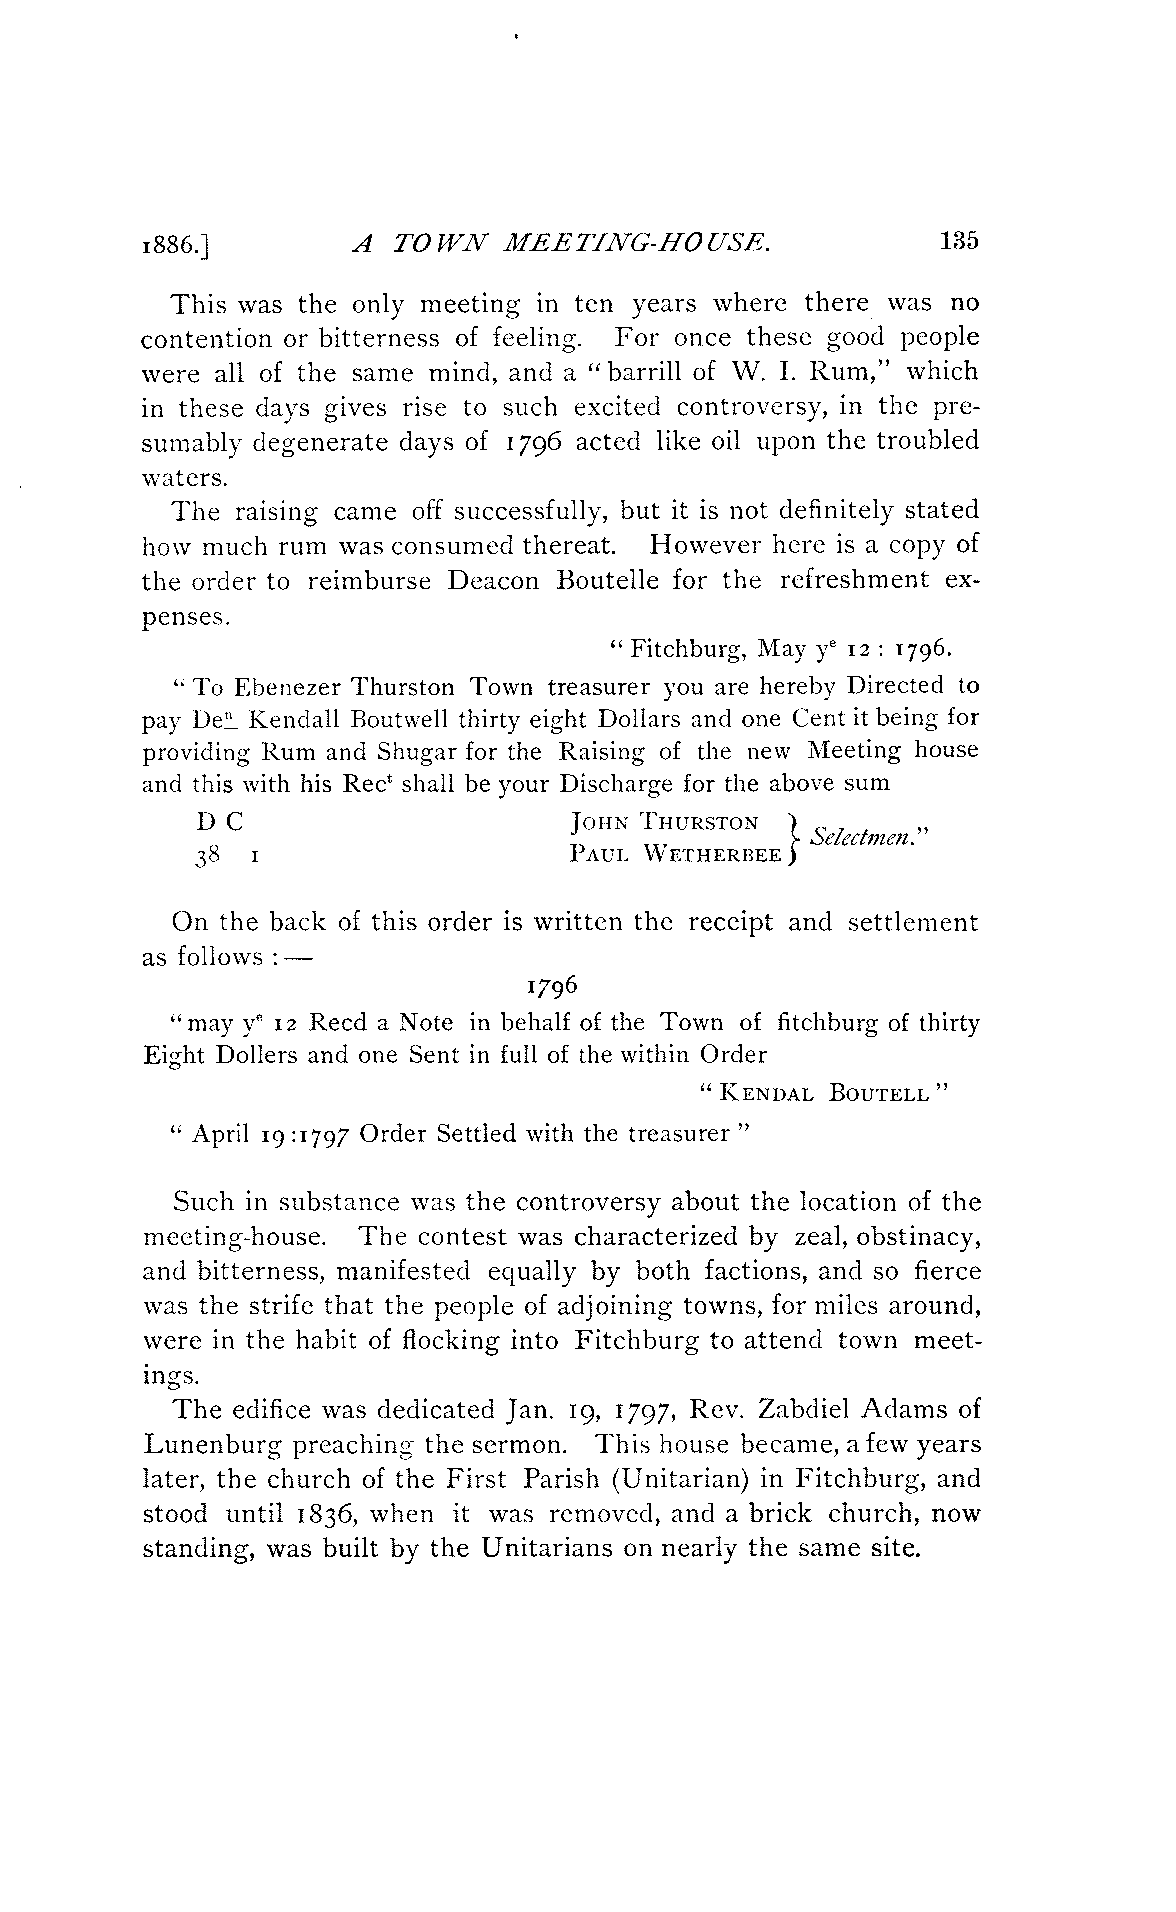 1886.] A TOWN MEETING-HOUSE. 135
This was the only meeting in ten years where there was no
contention or bitterness of feeling. For once these good people
were all of the same mind, and a "barrill of W. I. Rum," which
in these days gives rise to such excited controversy, in the pre-
sumably degenerate days of 1796 acted like oil upon the troubled
waters.
The raising came off successfully, but it is not definitely stated
how much rum was consumed thereat. However here is a copy of
the order to reimburse Deacon Boutelle for the refreshment ex-
penses.
"Fitchburg, May yᵉ 12 : 1796.
"To Ebenezer Thurston Town treasurer you are hereby Directed to
pay Deⁿ Kendall Boutwell thirty eight Dollars and one Cent it being for
providing Rum and Shugar for the Raising of the new Meeting house
and this with his Recᵗ shall be your Discharge for the above sum
D C JOHN THURSTON
38 1 PAUL WETHERBEE } Selectmen."
On the back of this order is written the receipt and settlement
as follows :—
1796
"may yᵉ 12 Recd a Note in behalf of the Town of fitchburg of thirty
Eight Dollers and one Sent in full of the within Order
"KENDAL BOUTELL"
"April 19 :1797 Order Settled with the treasurer"
Such in substance was the controversy about the location of the
meeting-house. The contest was characterized by zeal, obstinacy,
and bitterness, manifested equally by both factions, and so fierce
was the strife that the people of adjoining towns, for miles around,
were in the habit of flocking into Fitchburg to attend town meet-
ings.
The edifice was dedicated Jan. 19, 1797, Rev. Zabdiel Adams of
Lunenburg preaching the sermon. This house became, a few years
later, the church of the First Parish (Unitarian) in Fitchburg, and
stood until 1836, when it was removed, and a brick church, now
standing, was built by the Unitarians on nearly the same site.